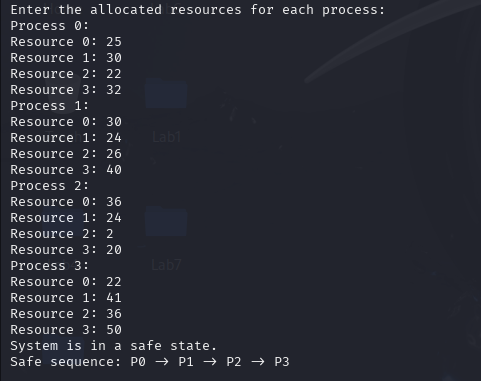 Enter the allocated resources for each process:
Process 0:
Resource 0: 25
Resource 1: 30
Resource 2: 22
Resource 3: 32
Process 1:
Resource 0: 30
Resource 1: 24
Lab1
Resource 2: 26
Resource 3: 40
Process 2:
Resource 0: 36
Resource 1: 24
Resource 2: 2
Resource 3: 20
Process 3:
Lab7
Resource 0: 22
Resource 1: 41
Resource 2: 36
Resource 3: 50
System is in a safe state.
Safe sequence: P0 → P1 → P2 → P3